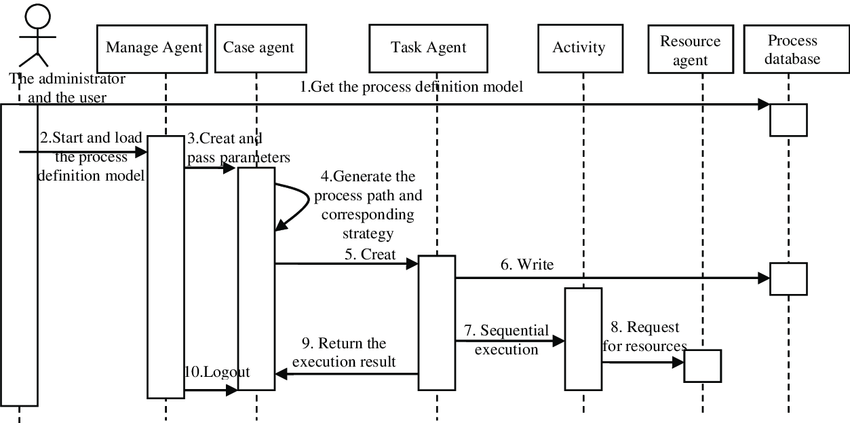 Manage Agent
Case agent
Task Agent
Activity
Resource
agent
Process
database
The administrator
and the user
1.Get the process definition model
2.Start and load
the process
definition model
3.Creat and
pass parameters
4.Generate the
process path and
corresponding
strategy
5. Creat
6. Write
7. Sequential
execution
8. Request
for resources
9. Return the
execution result
10.Logout